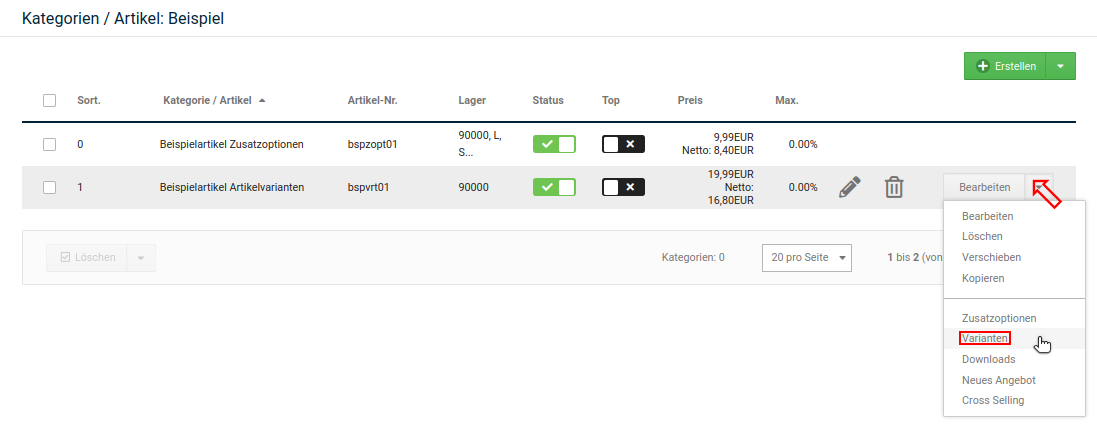 Kategorien / Artikel: Beispiel
Erstellen
Sort. Kategorie / Artikel Artikel-Nr. Lager Status Top Preis Max.
0 Beispielartikel Zusatzoptionen bspzopt01 90000, L, S... 9,99EUR Netto: 8,40EUR 0.00%
1 Beispielartikel Artikelvarianten bspvrt01 90000 19,99EUR Netto: 16,80EUR 0.00% Bearbeiten
Bearbeiten
Löschen
Verschieben
Kopieren
Zusatzoptionen
Varianten
Downloads
Neues Angebot
Cross Selling
Löschen Kategorien: 0 20 pro Seite 1 bis 2 (von